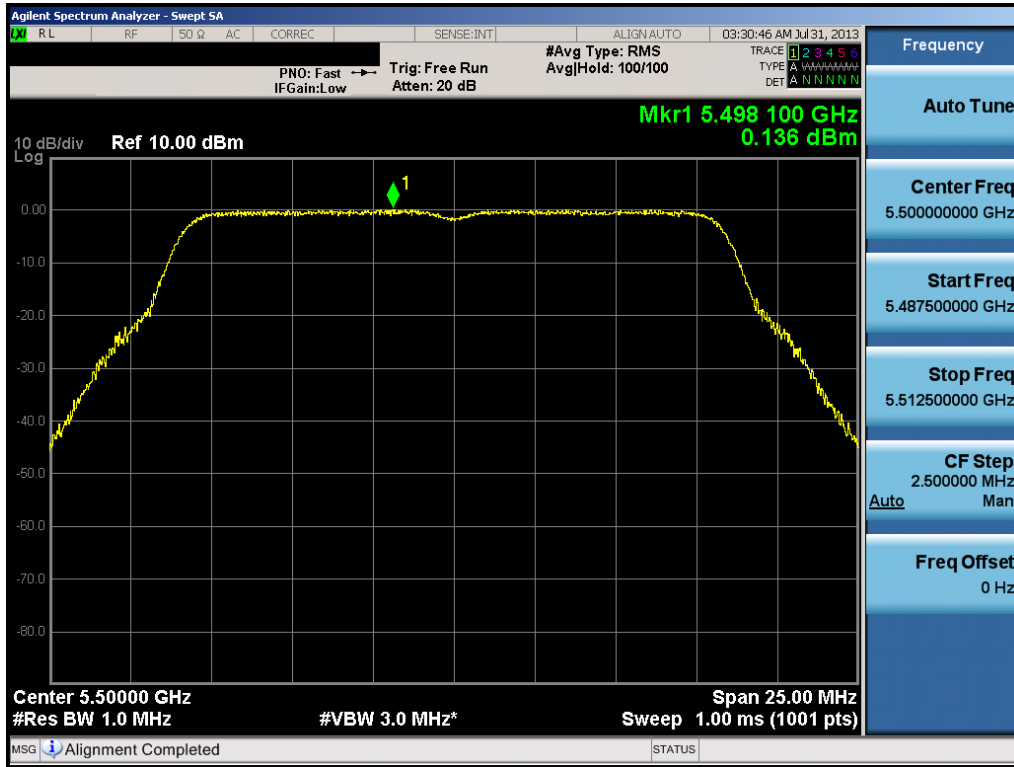 Agilent Spectrum Analyzer - Swept SA
LXI RL RF 50 Ω AC CORREC SENSE:INT ALIGN AUTO 03:30:46 AM Jul 31, 2013
PNO: Fast
IFGain:Low
Trig: Free Run
Atten: 20 dB
#Avg Type: RMS
Avg|Hold: 100/100
TRACE 1 2 3 4 5 6
TYPE A WWWWW
DET A N N N N N
Mkr1 5.498 100 GHz
0.136 dBm
10 dB/div Ref 10.00 dBm
Log
1
0.00
-10.0
-20.0
-30.0
-40.0
-50.0
-60.0
-70.0
-80.0
Center 5.50000 GHz Span 25.00 MHz
#Res BW 1.0 MHz #VBW 3.0 MHz* Sweep 1.00 ms (1001 pts)
MSG Alignment Completed STATUS
Frequency
Auto Tune
Center Freq
5.500000000 GHz
Start Freq
5.487500000 GHz
Stop Freq
5.512500000 GHz
CF Step
2.500000 MHz
Auto Man
Freq Offset
0 Hz